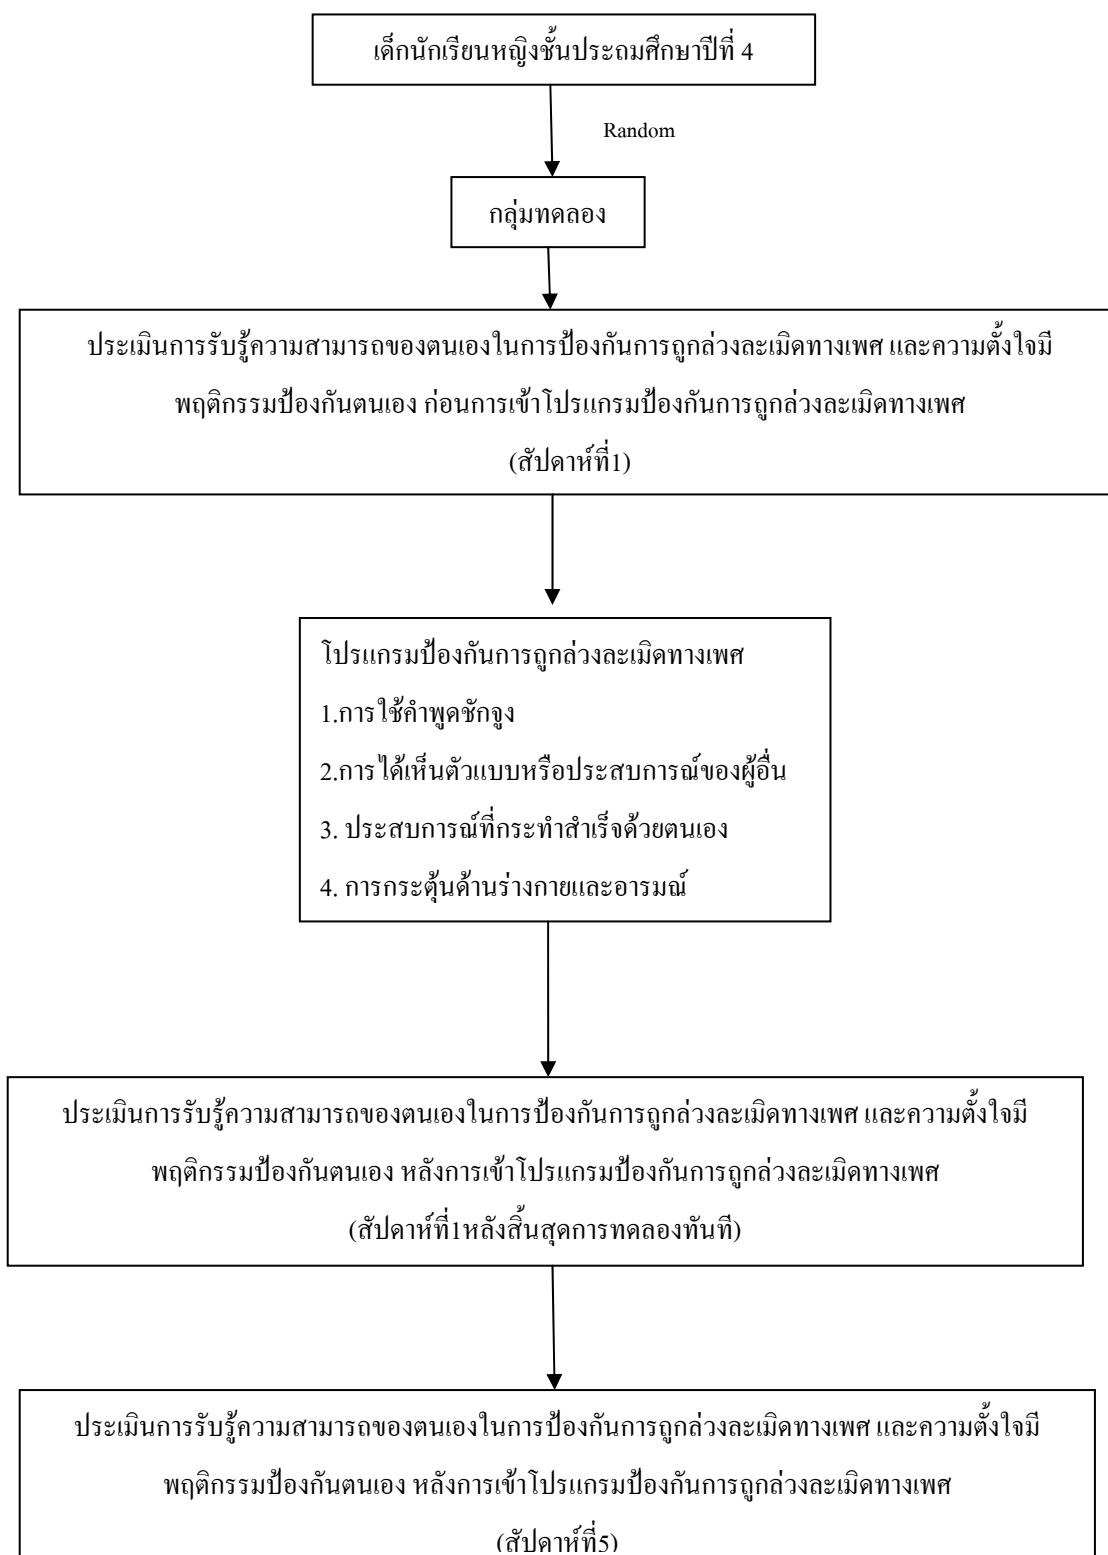 เด็กนักเรียนหญิงชั้นประถมศึกษาปีที่ 4
Random
กลุ่มทดลอง
ประเมินการรับรู้ความสามารถของตนเองในการป้องกันการถูกล่วงละเมิดทางเพศ และความตั้งใจมี
พฤติกรรมป้องกันตนเอง ก่อนการเข้าโปรแกรมป้องกันการถูกล่วงละเมิดทางเพศ
(สัปดาห์ที่1)
โปรแกรมป้องกันการถูกล่วงละเมิดทางเพศ
1.การใช้คำพูดชักจูง
2.การได้เห็นตัวแบบหรือประสบการณ์ของผู้อื่น
3. ประสบการณ์ที่กระทำสำเร็จด้วยตนเอง
4. การกระตุ้นด้านร่างกายและอารมณ์
ประเมินการรับรู้ความสามารถของตนเองในการป้องกันการถูกล่วงละเมิดทางเพศ และความตั้งใจมี
พฤติกรรมป้องกันตนเอง หลังการเข้าโปรแกรมป้องกันการถูกล่วงละเมิดทางเพศ
(สัปดาห์ที่1หลังสิ้นสุดการทดลองทันที)
ประเมินการรับรู้ความสามารถของตนเองในการป้องกันการถูกล่วงละเมิดทางเพศ และความตั้งใจมี
พฤติกรรมป้องกันตนเอง หลังการเข้าโปรแกรมป้องกันการถูกล่วงละเมิดทางเพศ
(สัปดาห์ที่5)